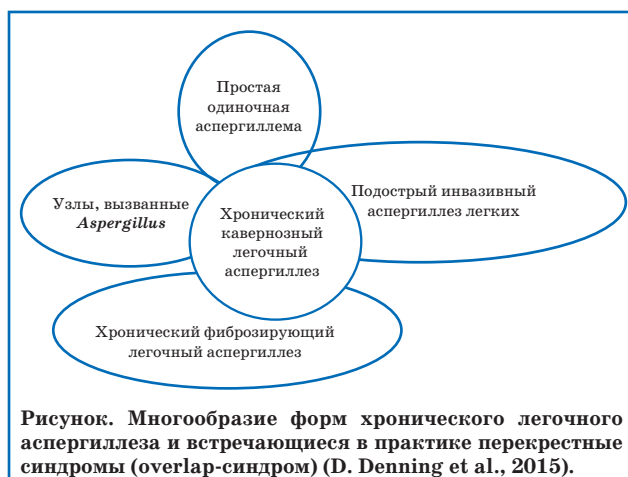 Простая
одиночная
аспергиллема
Узлы, вызванные
Aspergillus
Хронический
кавернозный
легочный
аспергиллез
Подострый инвазивный
аспергиллез легких
Хронический фиброзирующий
легочный аспергиллез
Рисунок. Многообразие форм хронического легочного
аспергиллеза и встречающиеся в практике перекрестные
синдромы (overlap-синдром) (D. Denning et al., 2015).